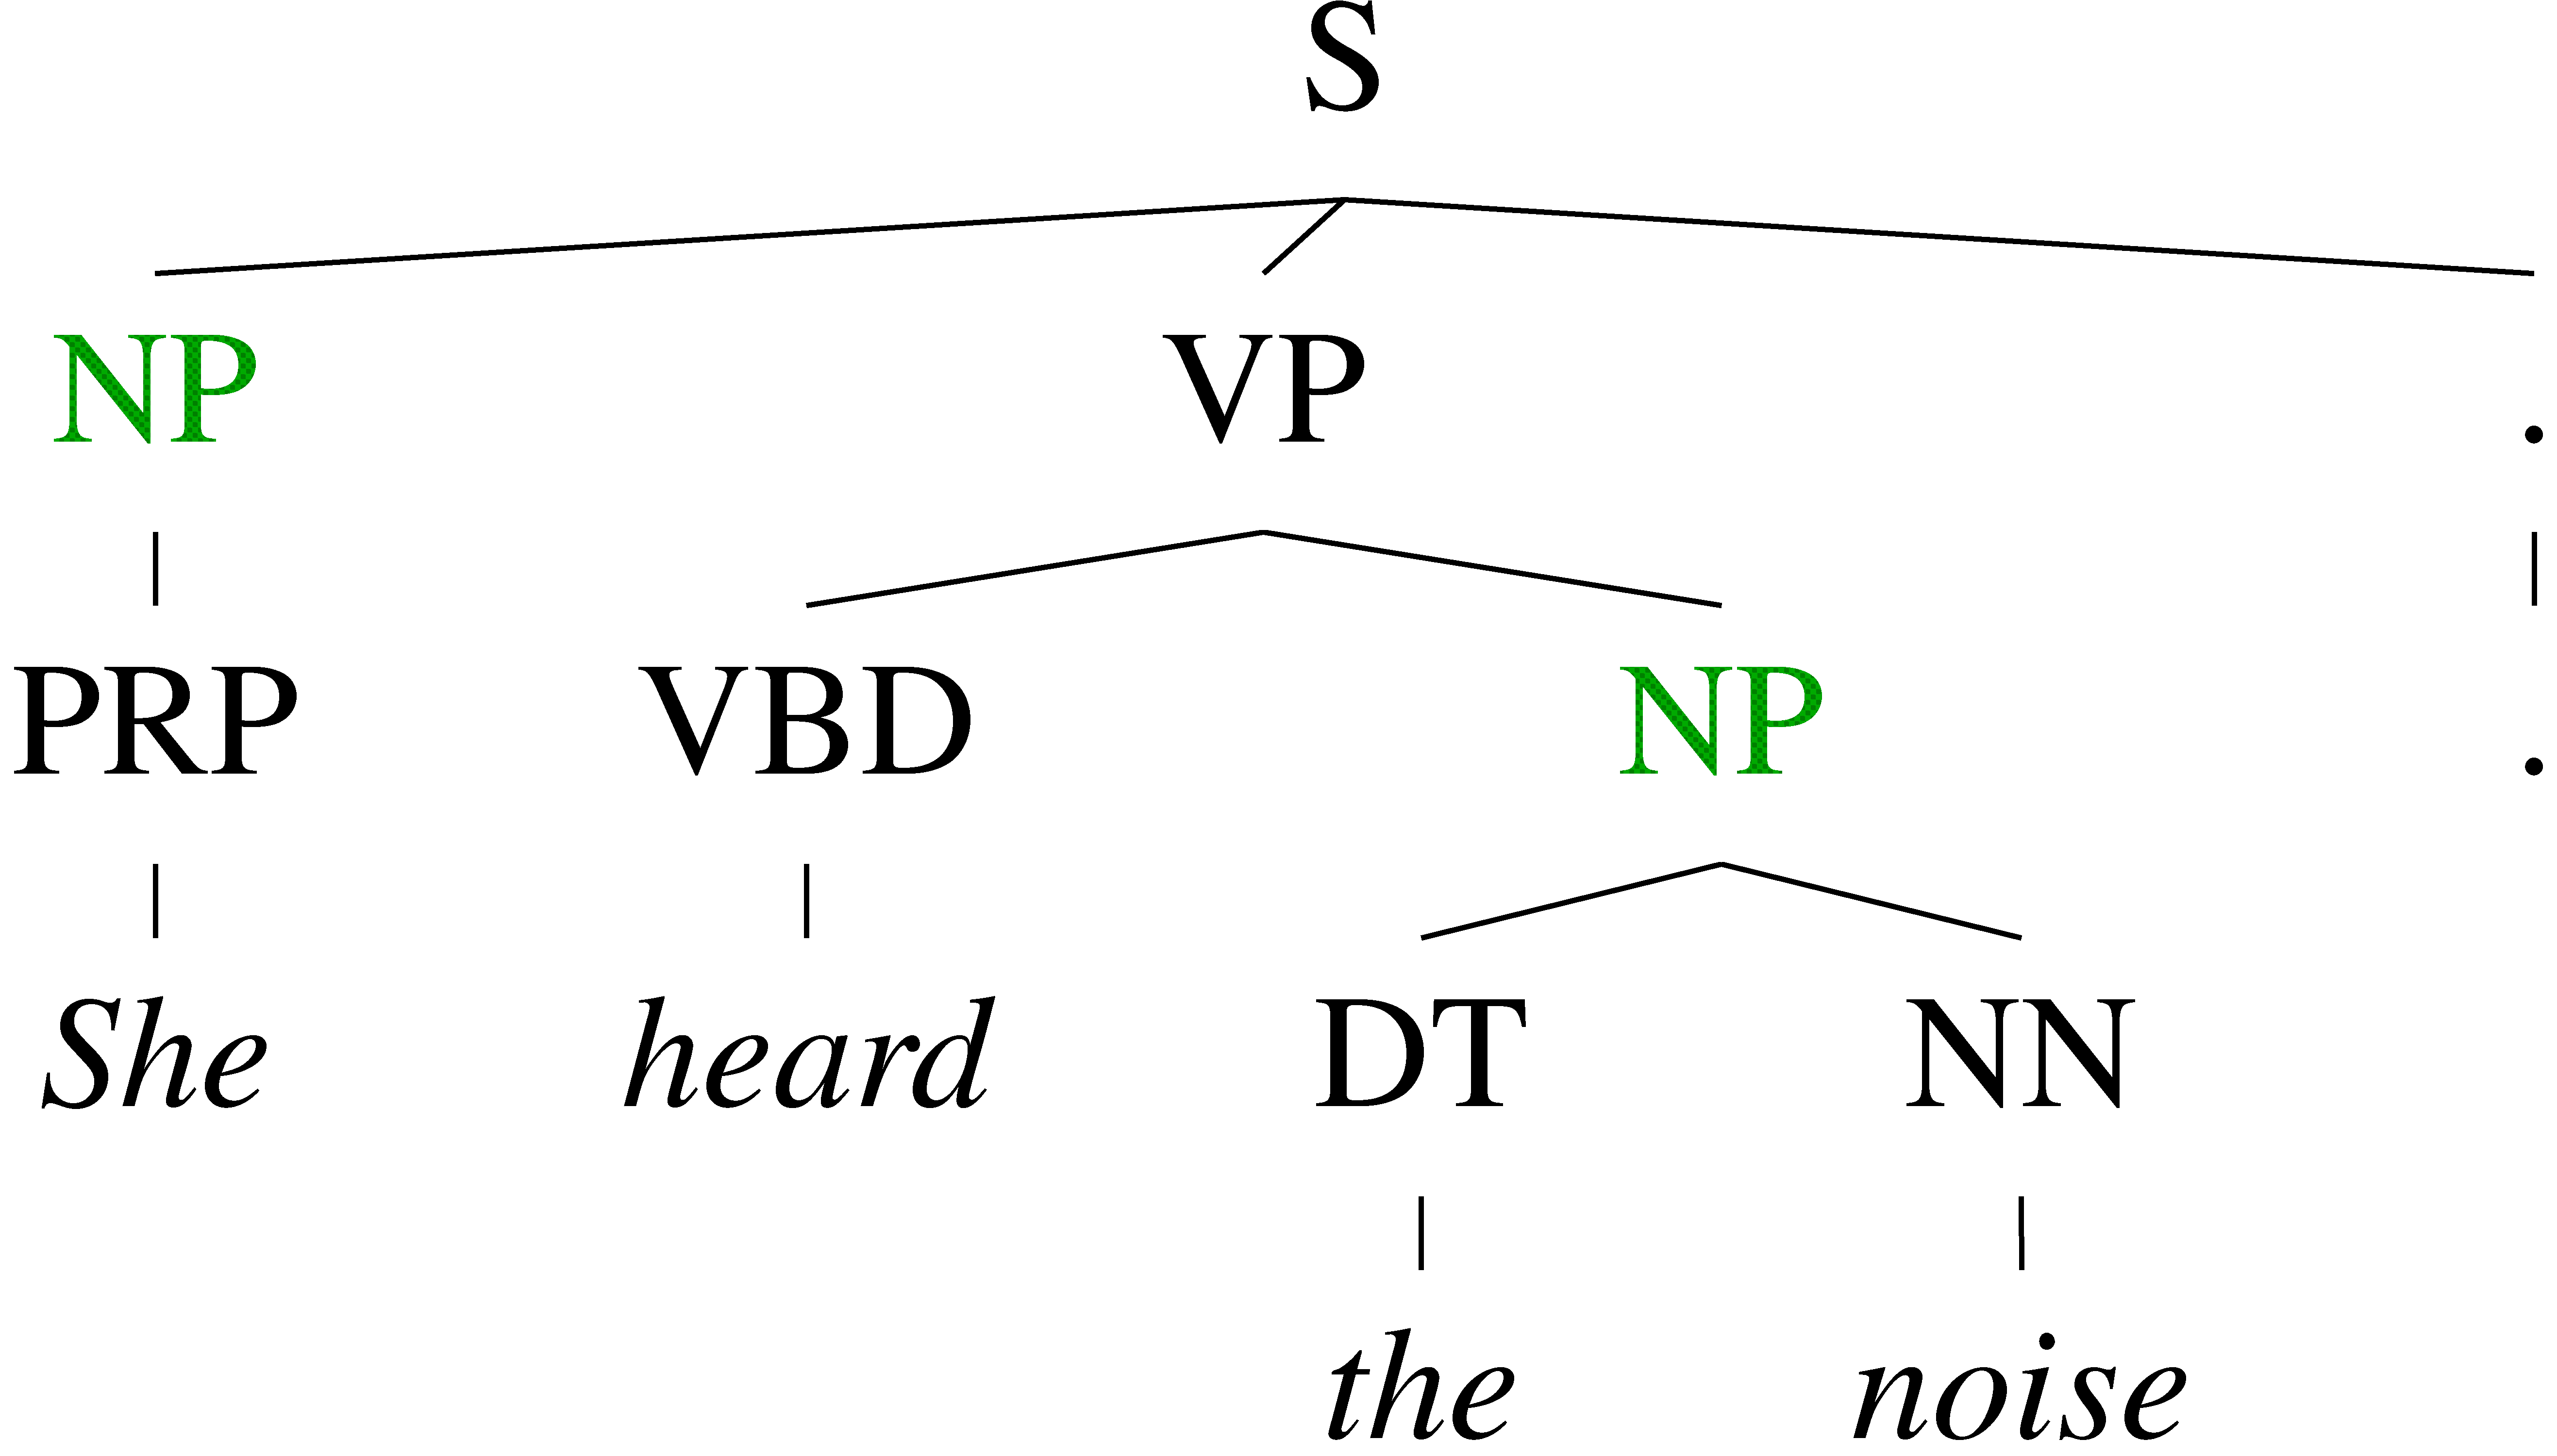 S
NP VP .
PRP VBD NP .
She heard DT NN
the noise